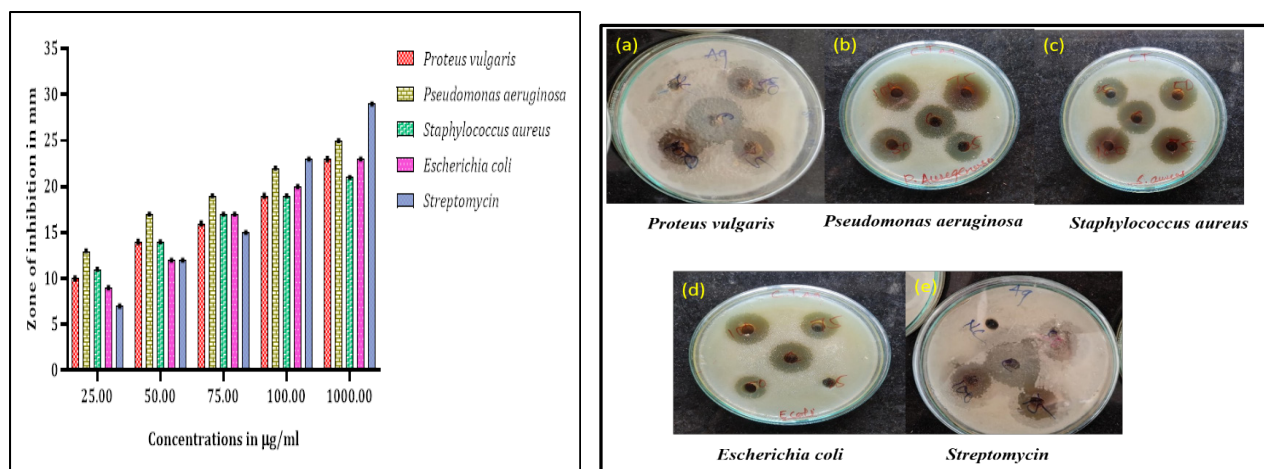 35
30
25
20
15
10
5
0
Zone of inhibition in mm
25.00 50.00 75.00 100.00 1000.00
Concentrations in μg/ml
Proteus vulgaris
Pseudomonas aeruginosa
Staphylococcus aureus
Escherichia coli
Streptomycin
(a)
Ag
(b)
(c)
Proteus vulgaris
Pseudomonas aeruginosa
Staphylococcus aureus
(d)
(e)
Ag
Escherichia coli
Streptomycin